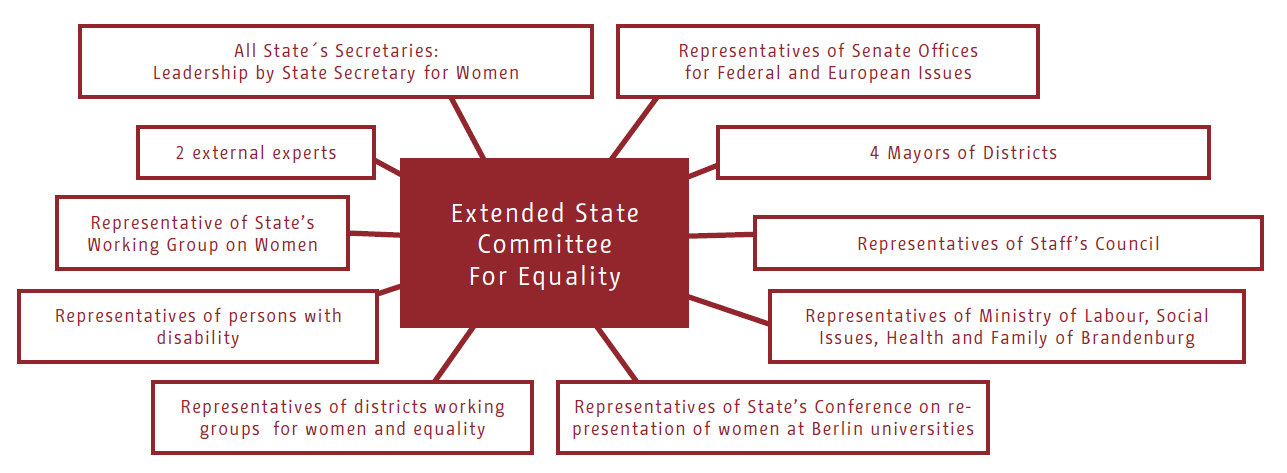 All State´s Secretaries:
Leadership by State Secretary for Women
Representatives of Senate Offices
for Federal and European Issues
2 external experts
4 Mayors of Districts
Extended State
Committee
For Equality
Representative of State’s
Working Group on Women
Representatives of Staff’s Council
Representatives of persons with
disability
Representatives of Ministry of Labour, Social
Issues, Health and Family of Brandenburg
Representatives of districts working
groups for women and equality
Representatives of State’s Conference on re-
presentation of women at Berlin universities